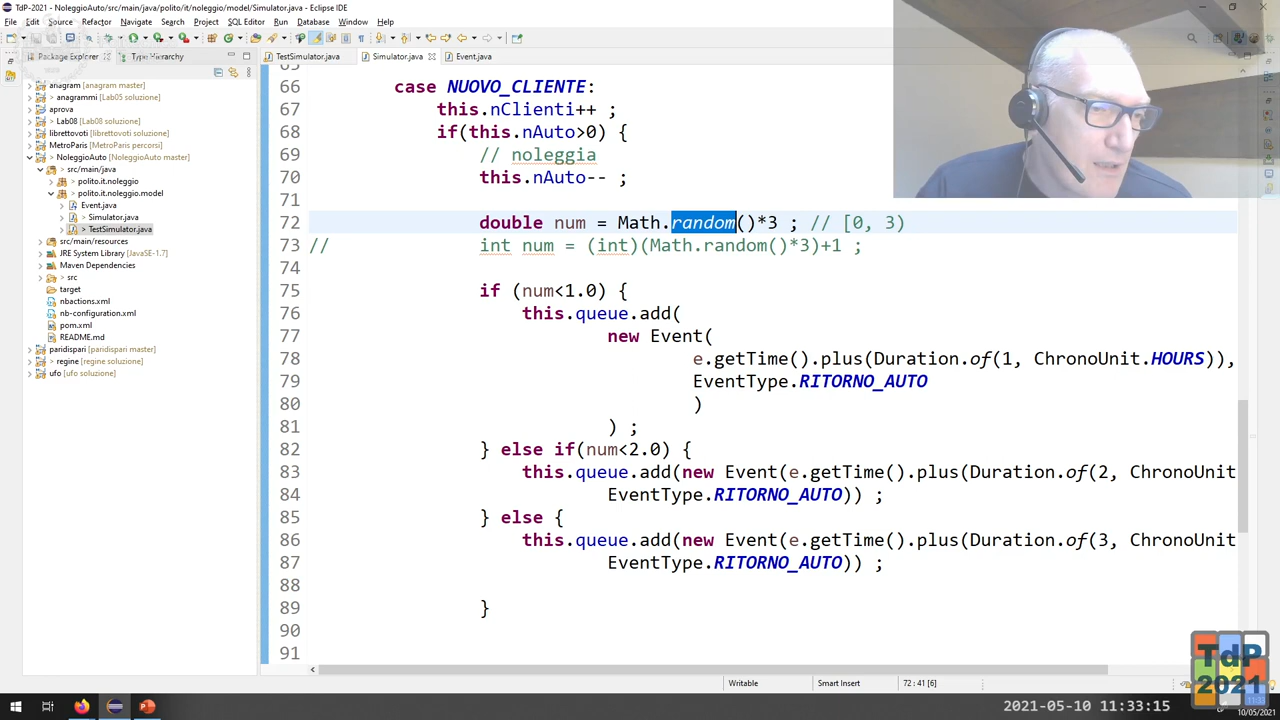 TdP-2021 - NoleggioAuto/src/main/java/polito/it/noleggio/model/Simulator.java - Eclipse IDE
File Edit Source Refactor Navigate Search Project SQL Editor Run Database Window Help
Package Explorer Type Hierarchy
TestSimulator.java Simulator.java Event.java
anagram [anagram master]
> anagrammi [Lab05 soluzione]
aprova
> Lab08 [Lab08 soluzione]
librettovoti [librettovoti soluzione]
MetroParis [MetroParis percorsi]
> NoleggioAuto [NoleggioAuto master]
> src/main/java
polito.it.noleggio
> polito.it.noleggio.model
Event.java
> Simulator.java
> TestSimulator.java
src/main/resources
JRE System Library [JavaSE-1.7]
Maven Dependencies
> src
target
nbactions.xml
nb-configuration.xml
pom.xml
README.md
paridispari [paridispari master]
> regine [regine soluzione]
ufo [ufo soluzione]
65
66 case NUOVO_CLIENTE:
67 this.nClienti++ ;
68 if(this.nAuto>0) {
69 // noleggia
70 this.nAuto-- ;
71
72 double num = Math.random()*3 ; // [0, 3)
73 // int num = (int)(Math.random()*3)+1 ;
74
75 if (num<1.0) {
76 this.queue.add(
77 new Event(
78 e.getTime().plus(Duration.of(1, ChronoUnit.HOURS)),
79 EventType.RITORNO_AUTO
80 )
81 ) ;
82 } else if(num<2.0) {
83 this.queue.add(new Event(e.getTime().plus(Duration.of(2, ChronoUnit
84 EventType.RITORNO_AUTO)) ;
85 } else {
86 this.queue.add(new Event(e.getTime().plus(Duration.of(3, ChronoUnit
87 EventType.RITORNO_AUTO)) ;
88
89 }
90
91
Writable Smart Insert 72 : 41 [6]
TdP
2021
2021-05-10 11:33:15
10/05/2021